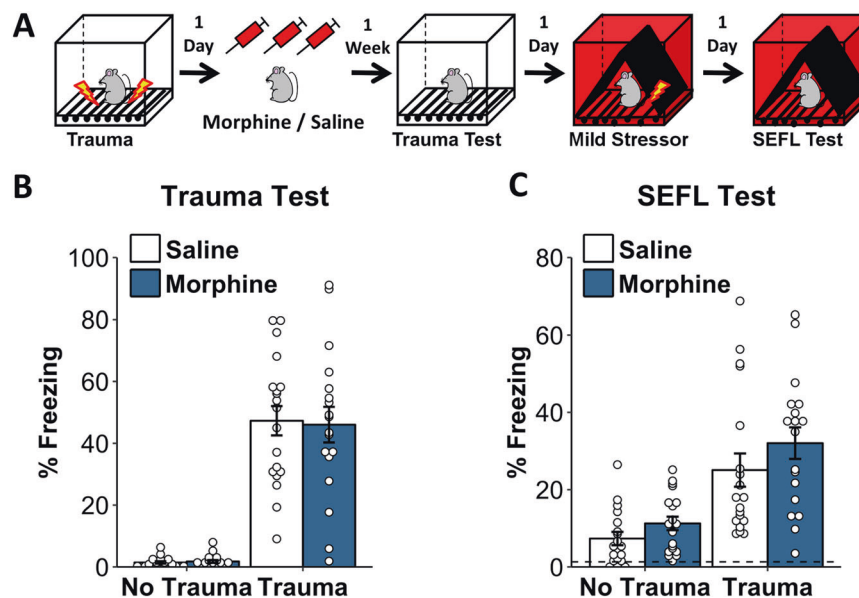 A
1
Day
1
Week
1
Day
1
Day
Trauma
Morphine / Saline
Trauma Test
Mild Stressor
SEFL Test
B
Trauma Test
Saline
Morphine
% Freezing
100
80
60
40
20
0
No Trauma
Trauma
C
SEFL Test
Saline
Morphine
% Freezing
80
60
40
20
0
No Trauma
Trauma